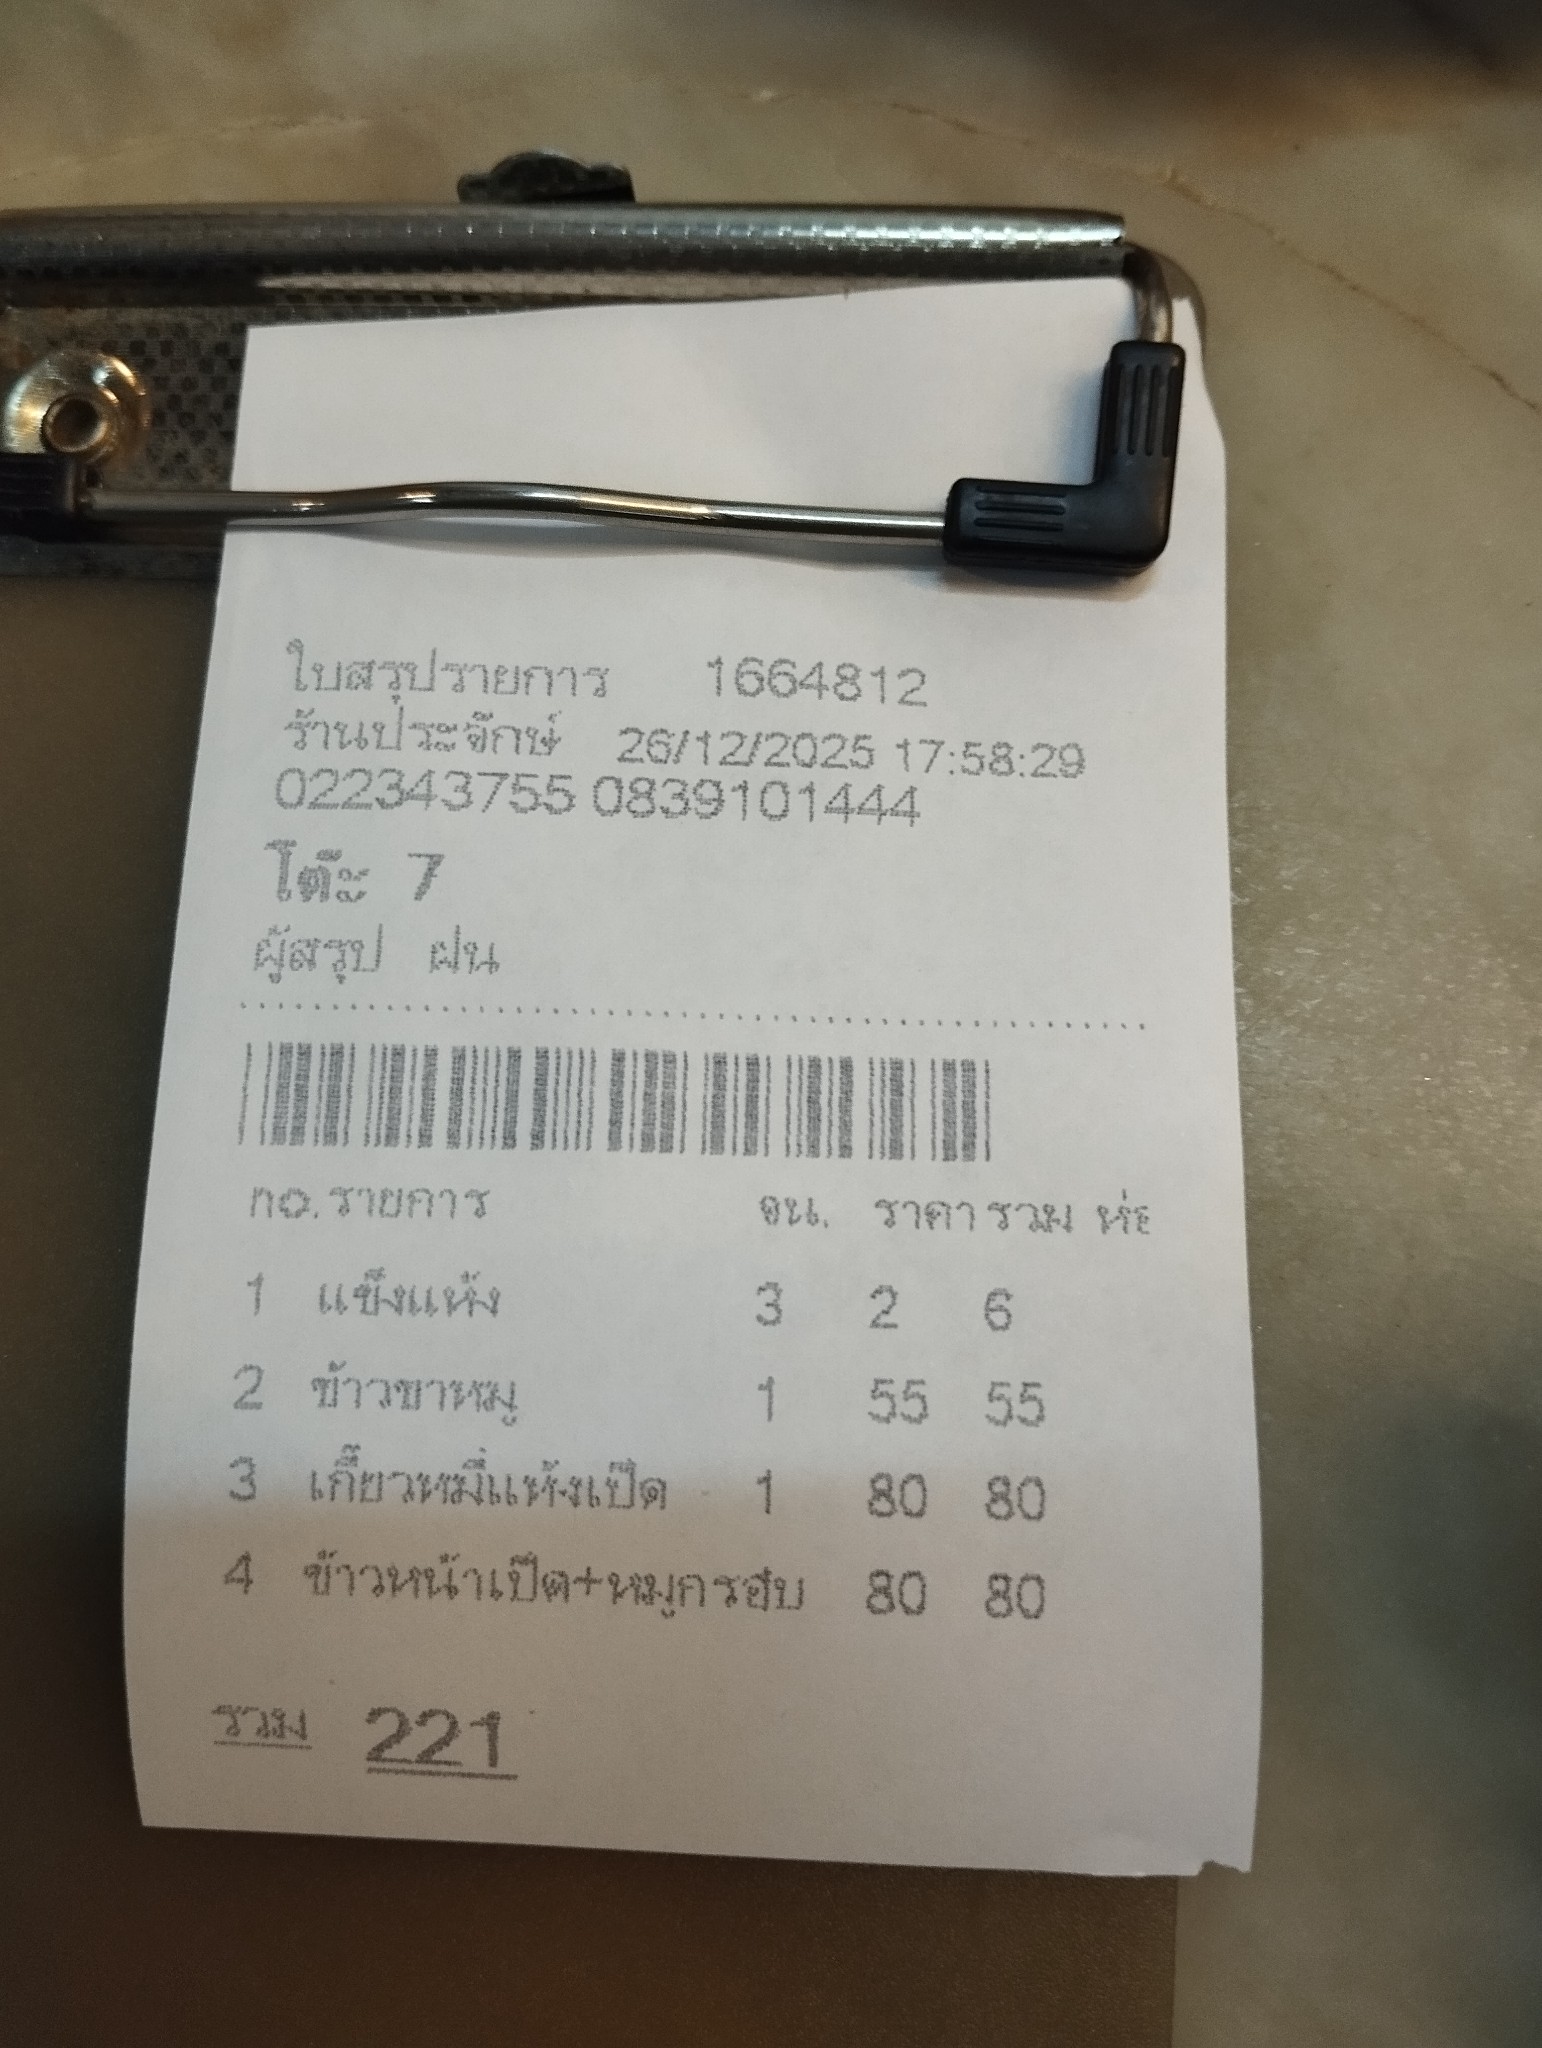 ใบสรุปรายการ 1664812
ร้านประจักษ์ 26/12/2025 17:58:29
022343755 0839101444
โต๊ะ 7
ผู้สรุป ฝน
no. รายการ จน. ราคา รวม ห่อ
1 แข็งแห้ง 3 2 6
2 ข้าวขาหมู 1 55 55
3 เกี๊ยวหมี่แห้งเป็ด 1 80 80
4 ข้าวหน้าเป็ด+หมูกรอบ 80 80
รวม 221